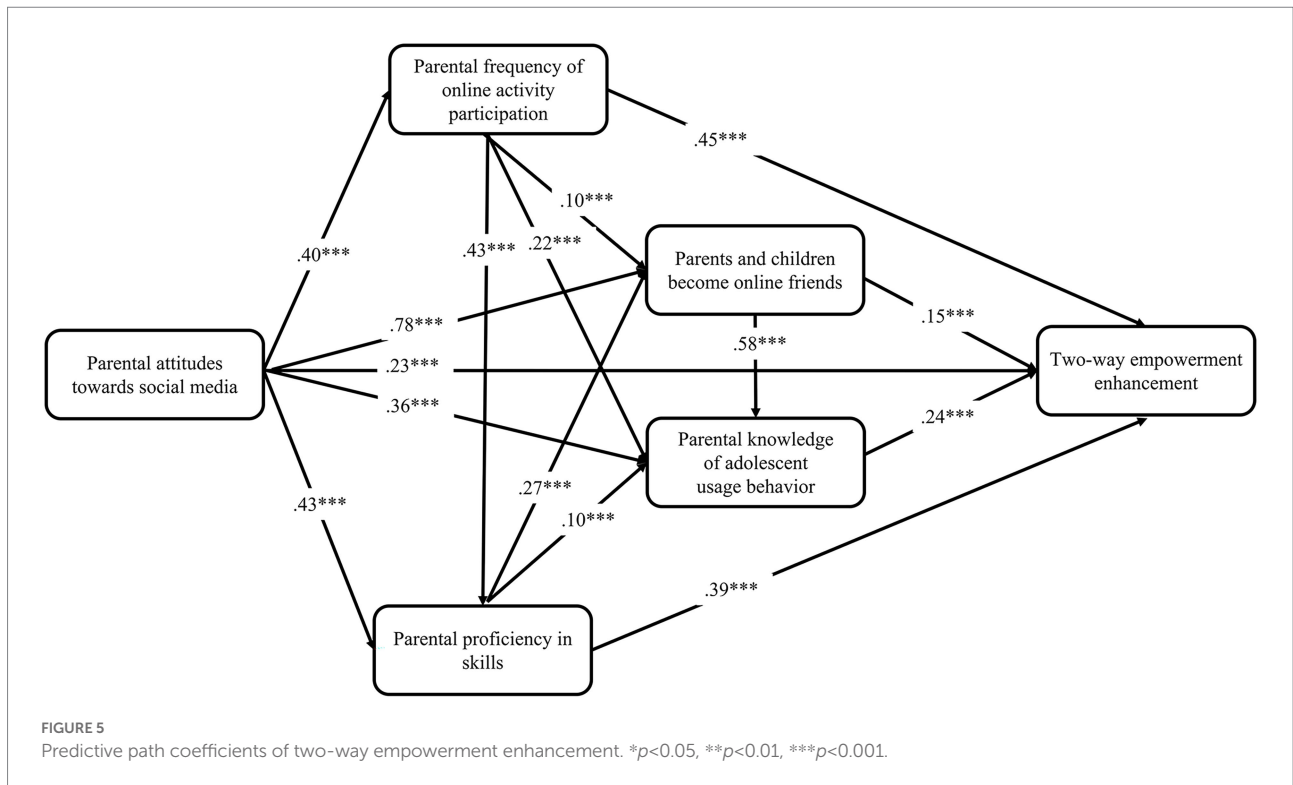 Parental frequency of
online activity
participation
.45***
.10***
.43***
.22***
.40***
Parents and children
become online friends
.78***
.15***
.58***
Parental attitudes
towards social media
.23***
Two-way empowerment
enhancement
.36***
.24***
Parental knowledge
of adolescent
usage behavior
.43***
.27***
.10***
.39***
Parental proficiency in
skills
FIGURE 5
Predictive path coefficients of two-way empowerment enhancement. *p<0.05, **p<0.01, ***p<0.001.